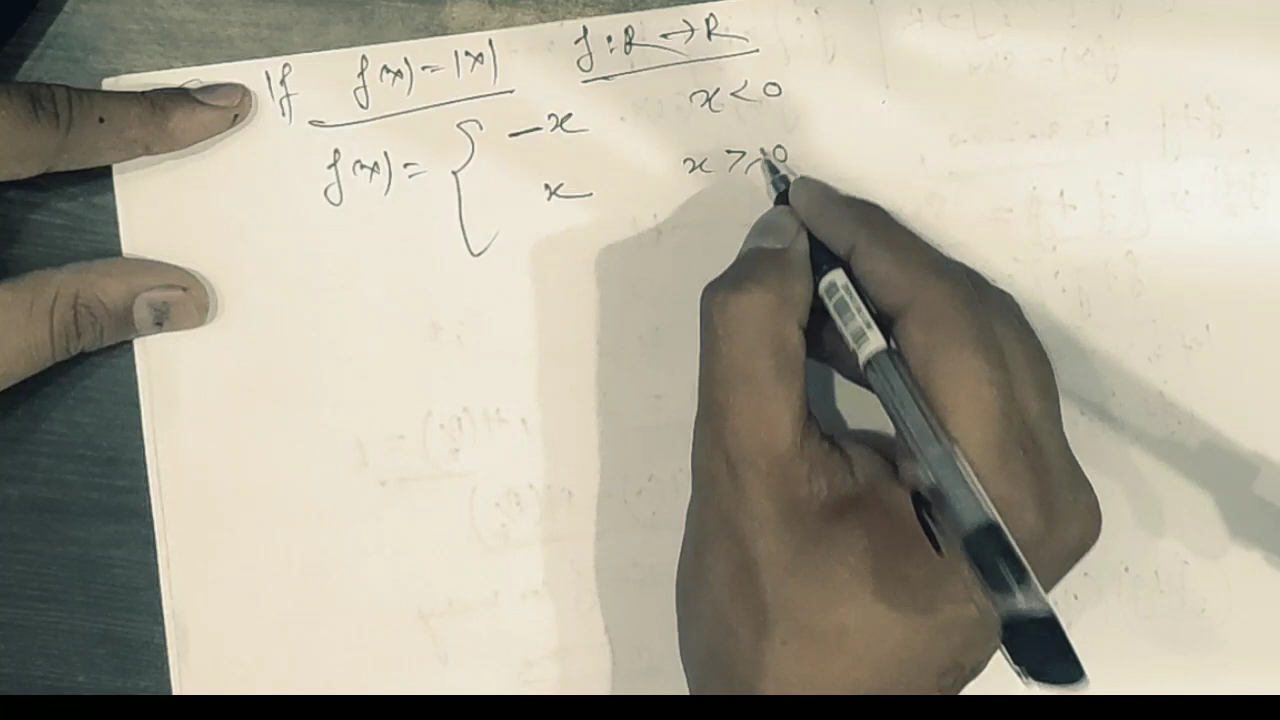 If f(x) = |x| f : R → R
f(x) = { -x x < 0
x x ⩾ 0